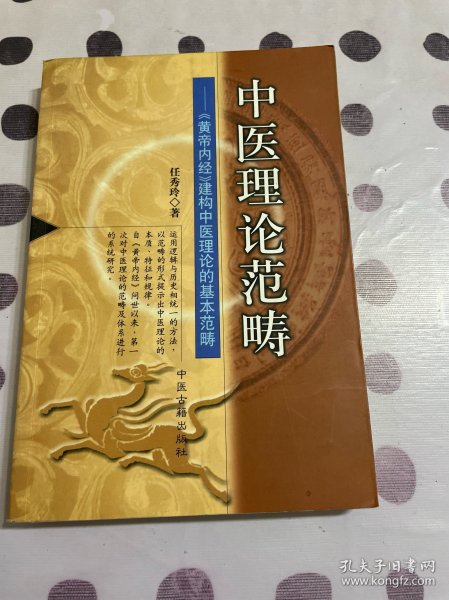 中医理论范畴
——《黄帝内经》建构中医理论的基本范畴
任秀玲◇著
运用逻辑与历史相统一的方法，
以范畴的形式揭示出中医理论的
本质、特征和规律。
自《黄帝内经》问世以来，第一
次对中医理论的范畴及体系进行
的系统研究。
中医古籍出版社
孔夫子旧书网
www.kongfz.com